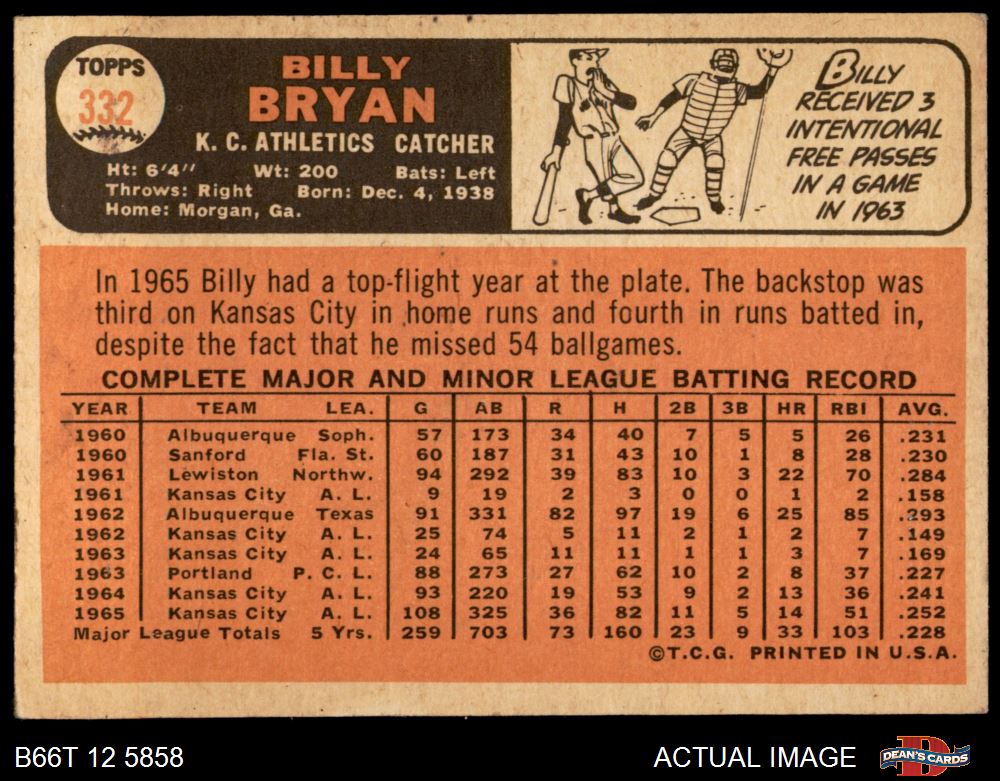 TOPPS
332
BILLY
BRYAN
K. C. ATHLETICS CATCHER
Ht: 6'4" Wt: 200 Bats: Left
Throws: Right Born: Dec. 4, 1938
Home: Morgan, Ga.
BILLY
RECEIVED 3
INTENTIONAL
FREE PASSES
IN A GAME
IN 1963
In 1965 Billy had a top-flight year at the plate. The backstop was
third on Kansas City in home runs and fourth in runs batted in,
despite the fact that he missed 54 ballgames.
COMPLETE MAJOR AND MINOR LEAGUE BATTING RECORD
YEAR TEAM LEA. G AB R H 2B 3B HR RBI AVG.
1960 Albuquerque Soph. 57 173 34 40 7 5 5 26 .231
1960 Sanford Fla. St. 60 187 31 43 10 1 8 28 .230
1961 Lewiston Northw. 94 292 39 83 10 3 22 70 .284
1961 Kansas City A. L. 9 19 2 3 0 0 1 2 .158
1962 Albuquerque Texas 91 331 82 97 19 6 25 85 .293
1962 Kansas City A. L. 25 74 5 11 2 1 2 7 .149
1963 Kansas City A. L. 24 65 11 11 1 1 3 7 .169
1963 Portland P. C. L. 88 273 27 62 10 2 8 37 .227
1964 Kansas City A. L. 93 220 19 53 9 2 13 36 .241
1965 Kansas City A. L. 108 325 36 82 11 5 14 51 .252
Major League Totals 5 Yrs. 259 703 73 160 23 9 33 103 .228
©T.C.G. PRINTED IN U.S.A.
B66T 12 5858
ACTUAL IMAGE
DEAN'S CARDS